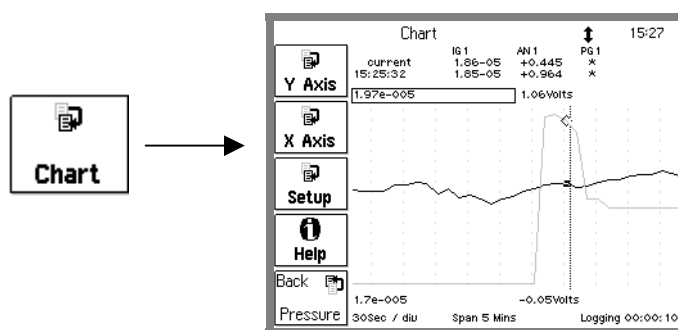 Chart
Chart 15:27
IG1 AN1 PG1
current 1.86-05 +0.445 *
15:25:32 1.85-05 +0.964 *
1.97e-005 1.06Volts
Y Axis
X Axis
Setup
Help
Back
Pressure
1.7e-005 -0.05Volts
30Sec / div Span 5 Mins Logging 00:00:10